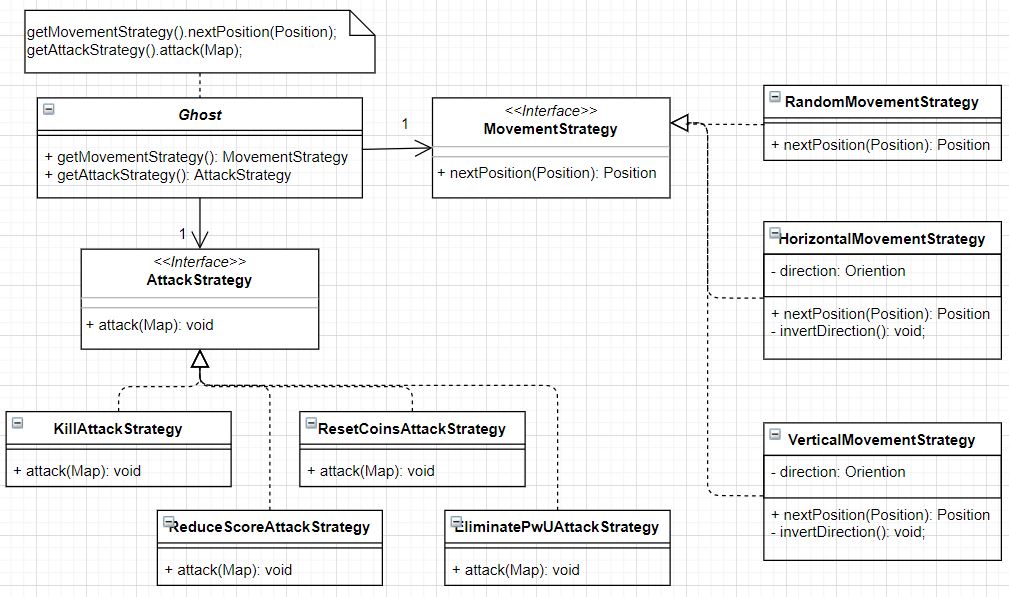 getMovementStrategy().nextPosition(Position);
getAttackStrategy().attack(Map);
Ghost
+ getMovementStrategy(): MovementStrategy
+ getAttackStrategy(): AttackStrategy
1
<<Interface>>
MovementStrategy
+ nextPosition(Position): Position
RandomMovementStrategy
+ nextPosition(Position): Position
1
<<Interface>>
AttackStrategy
+ attack(Map): void
HorizontalMovementStrategy
- direction: Oriention
+ nextPosition(Position): Position
- invertDirection(): void;
KillAttackStrategy
+ attack(Map): void
ResetCoinsAttackStrategy
+ attack(Map): void
VerticalMovementStrategy
- direction: Oriention
+ nextPosition(Position): Position
- invertDirection(): void;
ReduceScoreAttackStrategy
+ attack(Map): void
EliminatePwUAttackStrategy
+ attack(Map): void